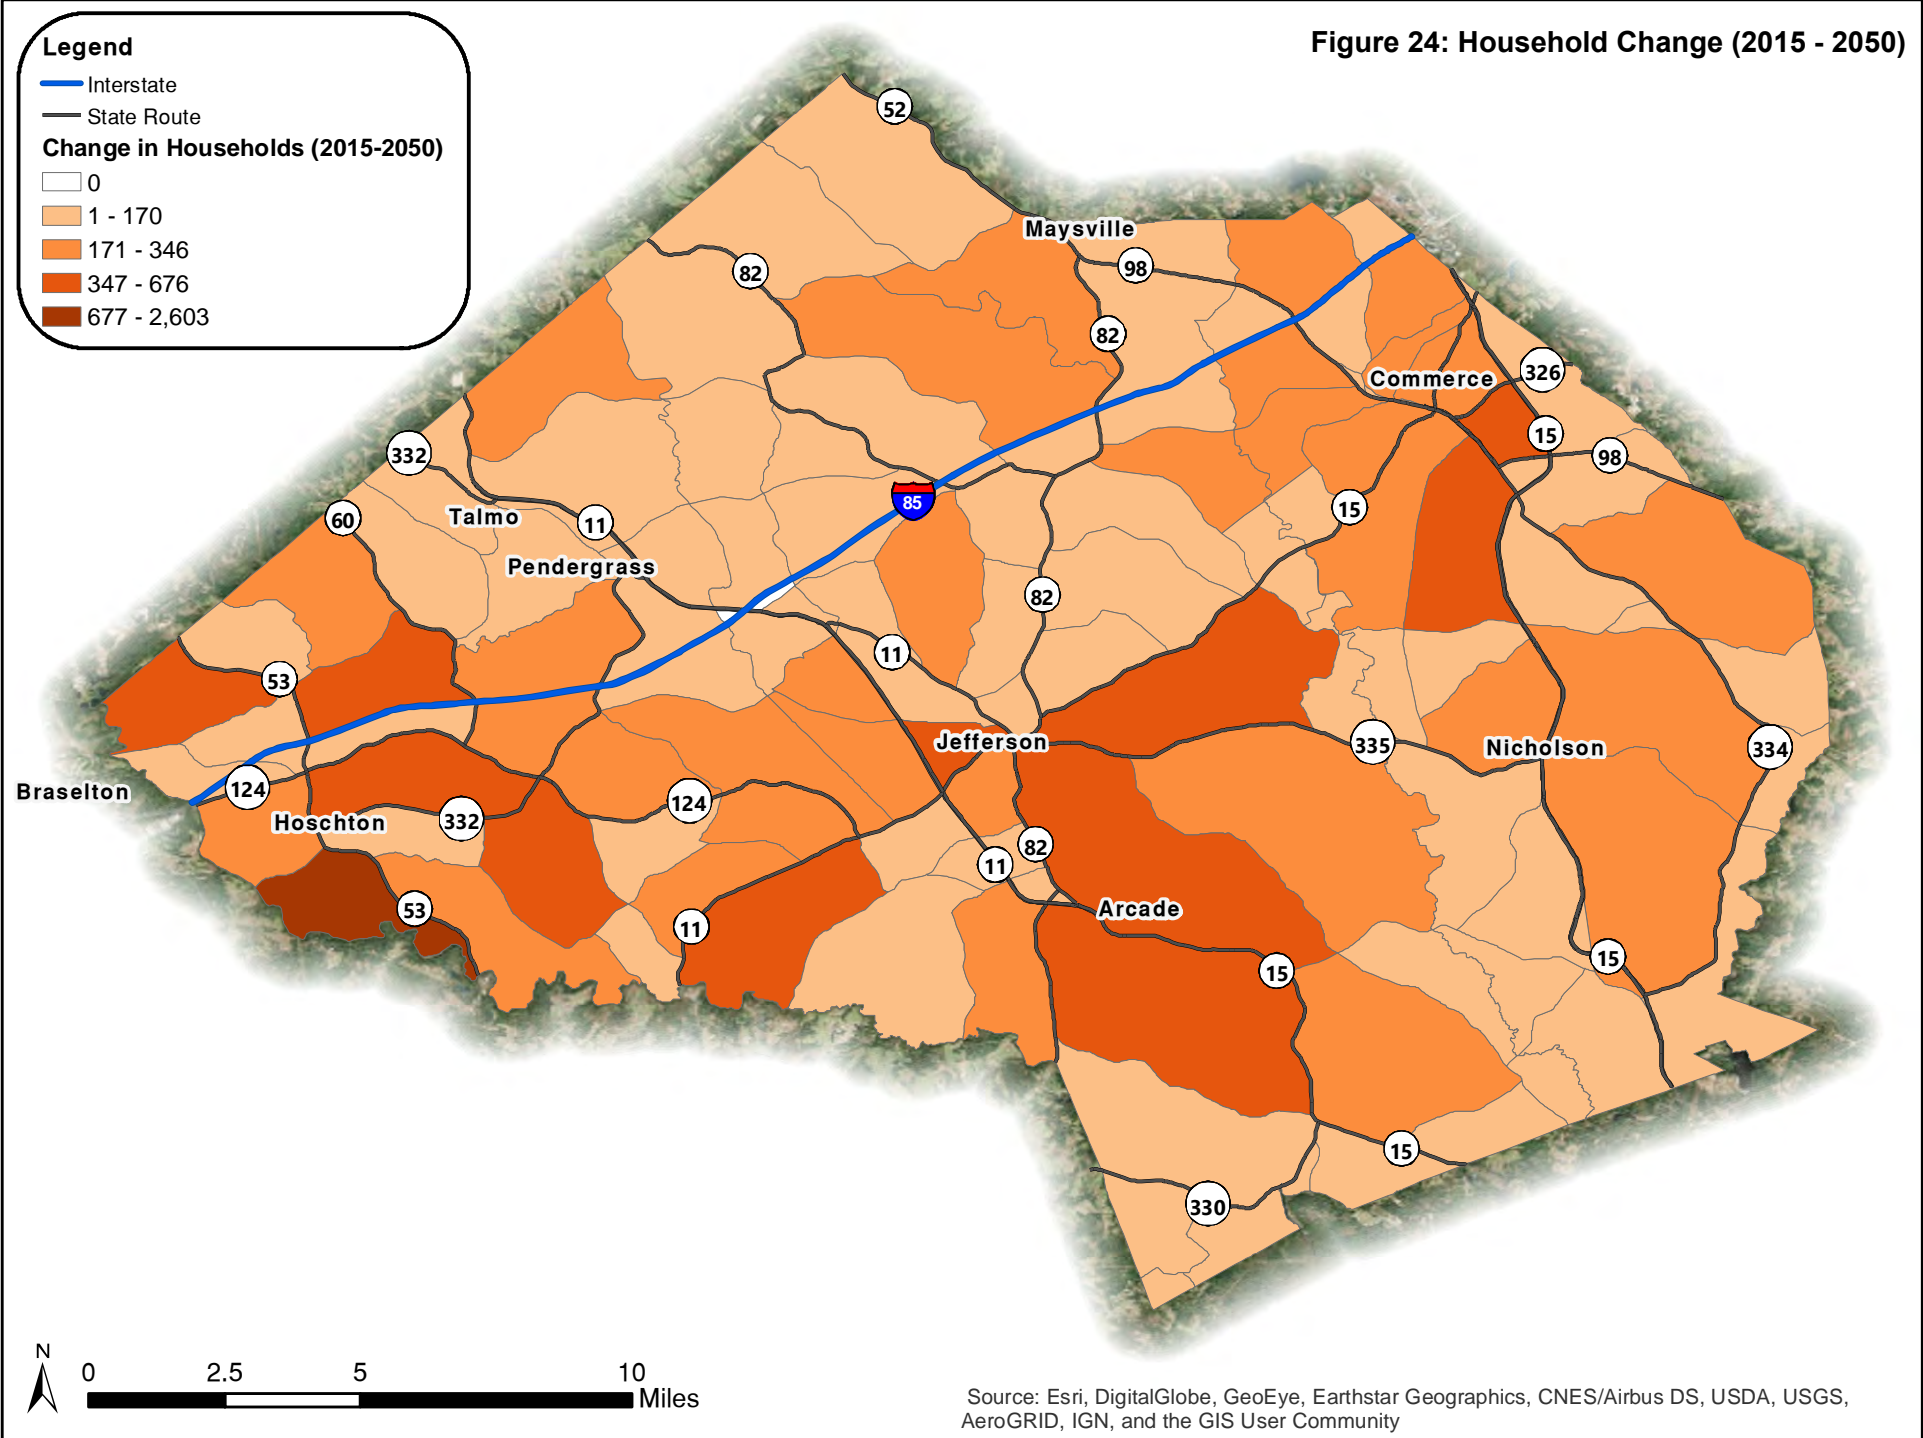 Figure 24: Household Change (2015 - 2050)
Legend
Interstate
State Route
Change in Households (2015-2050)
0
1 - 170
171 - 346
347 - 676
677 - 2,603
52
Maysville
82
98
82
Commerce
326
332
15
98
60
Talmo
11
85
15
Pendergrass
82
11
53
Jefferson
335
Nicholson
334
Braselton
124
124
Hoschton
332
82
11
53
Arcade
11
15
15
15
330
N
0 2.5 5 10
Miles
Source: Esri, DigitalGlobe, GeoEye, Earthstar Geographics, CNES/Airbus DS, USDA, USGS,
AeroGRID, IGN, and the GIS User Community